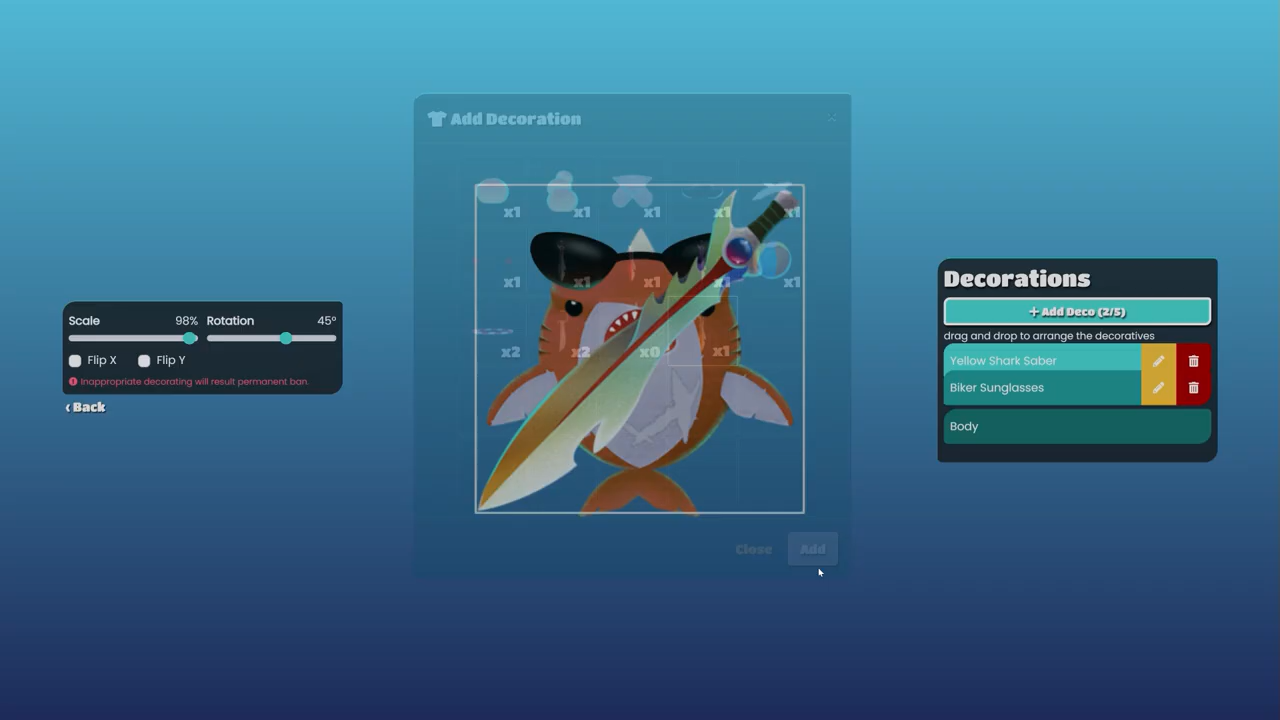 Add Decoration
×
x1 x1 x1 x1 x1
x1 x1 x1 x1
x2 x2 x0 x1
Close Add
Scale 98% Rotation 45°
Flip X Flip Y
Inappropriate decorating will result permanent ban.
‹ Back
Decorations
+ Add Deco (2/5)
drag and drop to arrange the decoratives
Yellow Shark Saber
Biker Sunglasses
Body